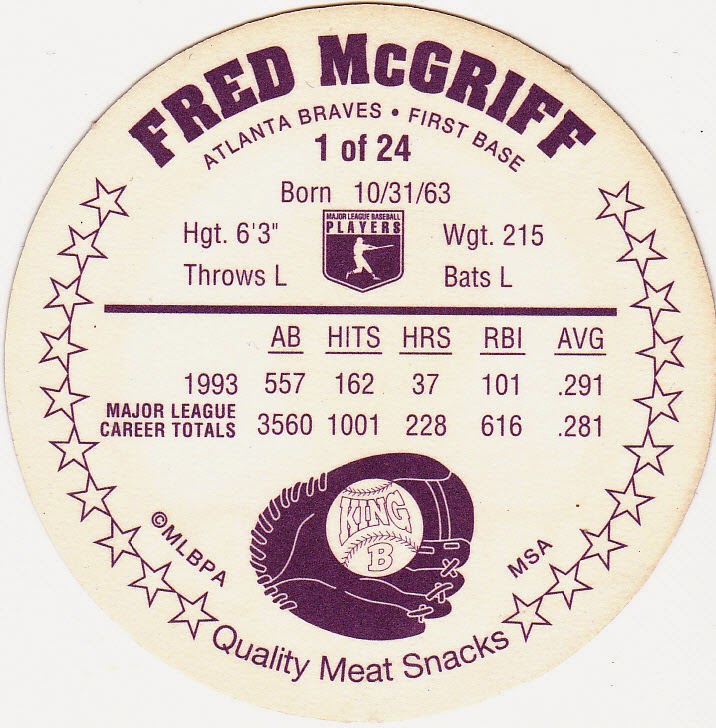 FRED McGRIFF
ATLANTA BRAVES • FIRST BASE
1 of 24
Born 10/31/63
Hgt. 6'3" Wgt. 215
MAJOR LEAGUE BASEBALL
PLAYERS
Throws L Bats L
AB HITS HRS RBI AVG
1993 557 162 37 101 .291
MAJOR LEAGUE
CAREER TOTALS 3560 1001 228 616 .281
KING
B
©MLBPA
MSA
Quality Meat Snacks